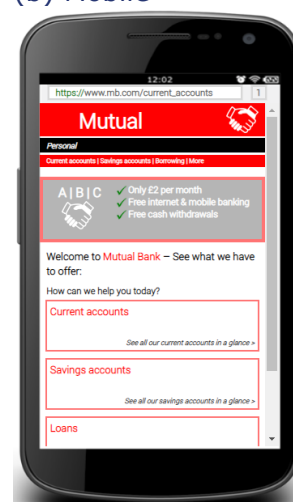 (b) Mobile
12:02
https://www.mb.com/current_accounts 1
Mutual
Personal
Current accounts | Savings accounts | Borrowing | More
A|B|C
✓ Only £2 per month
✓ Free internet & mobile banking
✓ Free cash withdrawals
Welcome to Mutual Bank – See what we have
to offer:
How can we help you today?
Current accounts
See all our current accounts in a glance >
Savings accounts
See all our savings accounts in a glance >
Loans